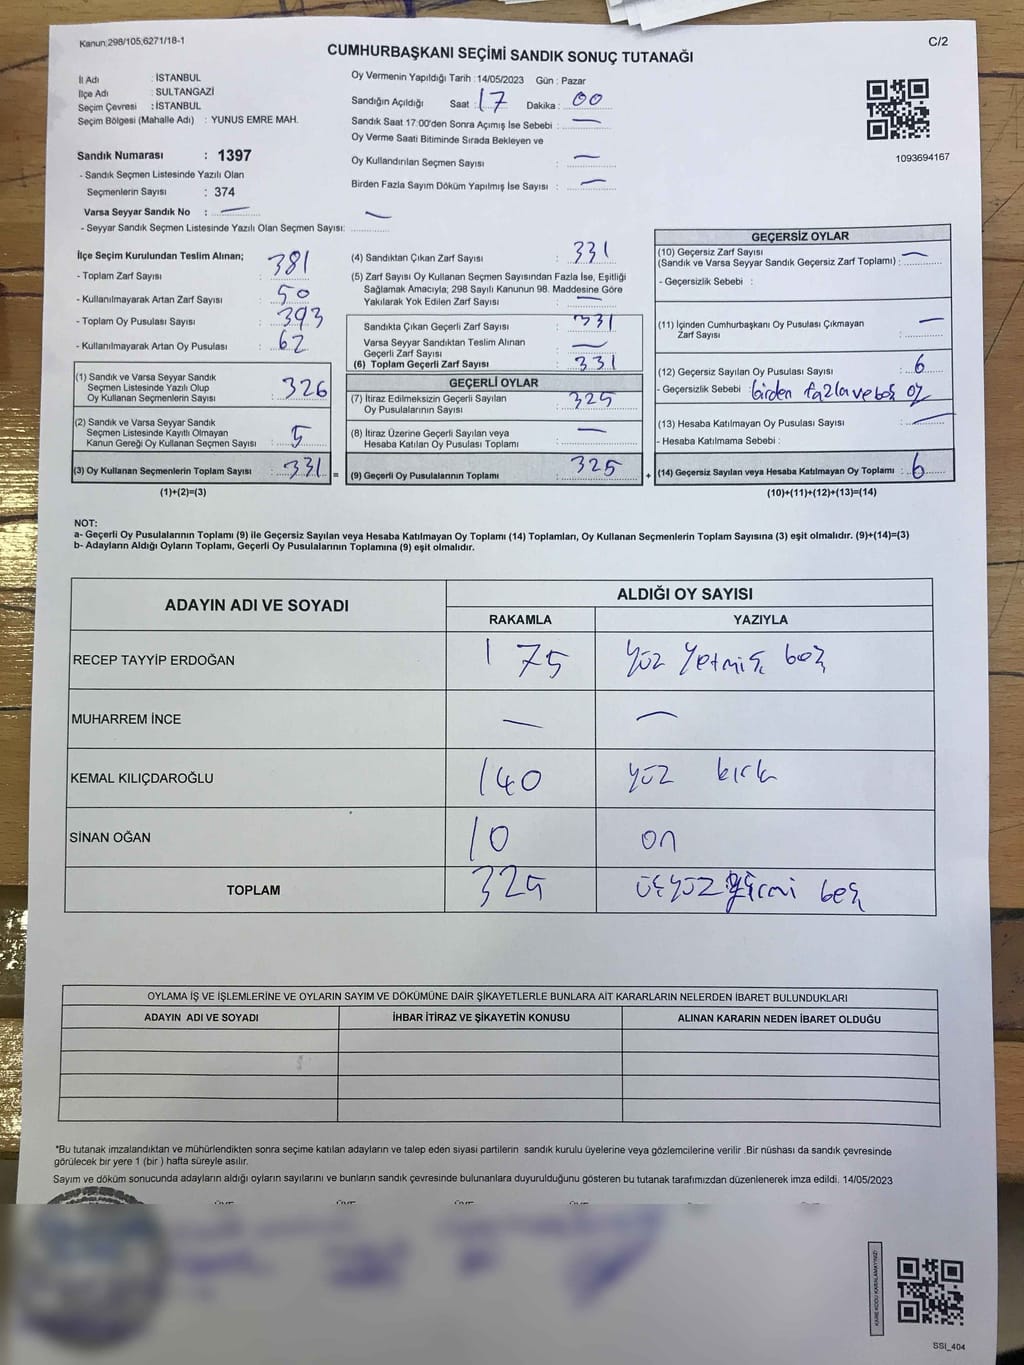 Kanun:298/105,6271/18-1
C/2
CUMHURBAŞKANI SEÇİMİ SANDIK SONUÇ TUTANAĞI
İl Adı : İSTANBUL
İlçe Adı : SULTANGAZİ
Seçim Çevresi : İSTANBUL
Seçim Bölgesi (Mahalle Adı) : YUNUS EMRE MAH.
Sandık Numarası : 1397
- Sandık Seçmen Listesinde Yazılı Olan
Seçmenlerin Sayısı : 374
Varsa Seyyar Sandık No : —
- Seyyar Sandık Seçmen Listesinde Yazılı Olan Seçmen Sayısı: —
Oy Vermenin Yapıldığı Tarih : 14/05/2023 Gün : Pazar
Sandığın Açıldığı Saat : 17 Dakika : 00
Sandık Saat 17:00'den Sonra Açımış İse Sebebi : —
Oy Verme Saati Bitiminde Sırada Bekleyen ve
Oy Kullandırılan Seçmen Sayısı : —
Birden Fazla Sayım Döküm Yapılmış İse Sayısı : —
1093694167
İlçe Seçim Kurulundan Teslim Alınan;
- Toplam Zarf Sayısı : 381
- Kullanılmayarak Artan Zarf Sayısı : 50
- Toplam Oy Pusulası Sayısı : 393
- Kullanılmayarak Artan Oy Pusulası : 62
(1) Sandık ve Varsa Seyyar Sandık
Seçmen Listesinde Yazılı Olup
Oy Kullanan Seçmenlerin Sayısı : 326
(2) Sandık ve Varsa Seyyar Sandık
Seçmen Listesinde Kayıtlı Olmayan
Kanun Gereği Oy Kullanan Seçmen Sayısı : 5
(3) Oy Kullanan Seçmenlerin Toplam Sayısı : 331 =
(1)+(2)=(3)
(4) Sandıktan Çıkan Zarf Sayısı : 331
(5) Zarf Sayısı Oy Kullanan Seçmen Sayısından Fazla İse, Eşitliği
Sağlamak Amacıyla; 298 Sayılı Kanunun 98. Maddesine Göre
Yakılarak Yok Edilen Zarf Sayısı : —
Sandıkta Çıkan Geçerli Zarf Sayısı : 331
Varsa Seyyar Sandıktan Teslim Alınan
Geçerli Zarf Sayısı : —
(6) Toplam Geçerli Zarf Sayısı : 331
GEÇERLİ OYLAR
(7) İtiraz Edilmeksizin Geçerli Sayılan
Oy Pusulalarının Sayısı : 325
(8) İtiraz Üzerine Geçerli Sayılan veya
Hesaba Katılan Oy Pusulası Toplamı : —
(9) Geçerli Oy Pusulalarının Toplamı : 325 +
GEÇERSİZ OYLAR
(10) Geçersiz Zarf Sayısı
(Sandık ve Varsa Seyyar Sandık Geçersiz Zarf Toplamı) : —
- Geçersizlik Sebebi :
(11) İçinden Cumhurbaşkanı Oy Pusulası Çıkmayan
Zarf Sayısı : —
(12) Geçersiz Sayılan Oy Pusulası Sayısı : 6
- Geçersizlik Sebebi : birden fazla ve boş oy
(13) Hesaba Katılmayan Oy Pusulası Sayısı : —
- Hesaba Katılmama Sebebi :
(14) Geçersiz Sayılan veya Hesaba Katılmayan Oy Toplamı : 6
(10)+(11)+(12)+(13)=(14)
NOT:
a- Geçerli Oy Pusulalarının Toplamı (9) ile Geçersiz Sayılan veya Hesaba Katılmayan Oy Toplamı (14) Toplamları, Oy Kullanan Seçmenlerin Toplam Sayısına (3) eşit olmalıdır. (9)+(14)=(3)
b- Adayların Aldığı Oyların Toplamı, Geçerli Oy Pusulalarının Toplamına (9) eşit olmalıdır.
ADAYIN ADI VE SOYADI
ALDIĞI OY SAYISI
RAKAMLA YAZIYLA
RECEP TAYYİP ERDOĞAN 175 yüz yetmiş beş
MUHARREM İNCE — —
KEMAL KILIÇDAROĞLU 140 yüz kırk
SİNAN OĞAN 10 on
TOPLAM 325 üçyüz yirmi beş
OYLAMA İŞ VE İŞLEMLERİNE VE OYLARIN SAYIM VE DÖKÜMÜNE DAİR ŞİKAYETLERLE BUNLARA AİT KARARLARIN NELERDEN İBARET BULUNDUKLARI
ADAYIN ADI VE SOYADI İHBAR İTİRAZ VE ŞİKAYETİN KONUSU ALINAN KARARIN NEDEN İBARET OLDUĞU
*Bu tutanak imzalandıktan ve mühürlendikten sonra seçime katılan adayların ve talep eden siyasi partilerin sandık kurulu üyelerine veya gözlemcilerine verilir .Bir nüshası da sandık çevresinde
görülecek bir yere 1 (bir ) hafta süreyle asılır.
Sayım ve döküm sonucunda adayların aldığı oyların sayılarını ve bunların sandık çevresinde bulunanlara duyurulduğunu gösteren bu tutanak tarafımızdan düzenlenerek imza edildi. 14/05/2023
KARE KODU KARALAMAYINIZ!
SSI_404